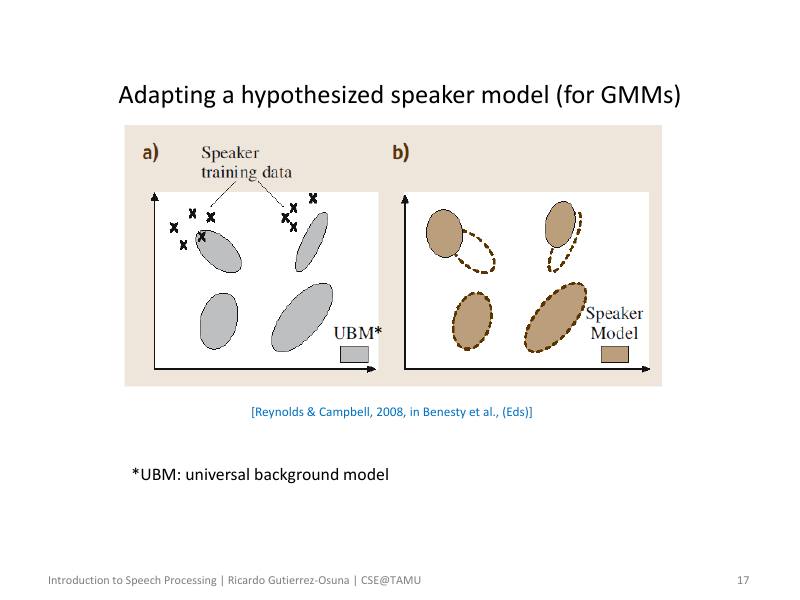 Adapting a hypothesized speaker model (for GMMs)
a)
Speaker
training data
b)
UBM*
Speaker
Model
[Reynolds & Campbell, 2008, in Benesty et al., (Eds)]
*UBM: universal background model
Introduction to Speech Processing | Ricardo Gutierrez-Osuna | CSE@TAMU
17